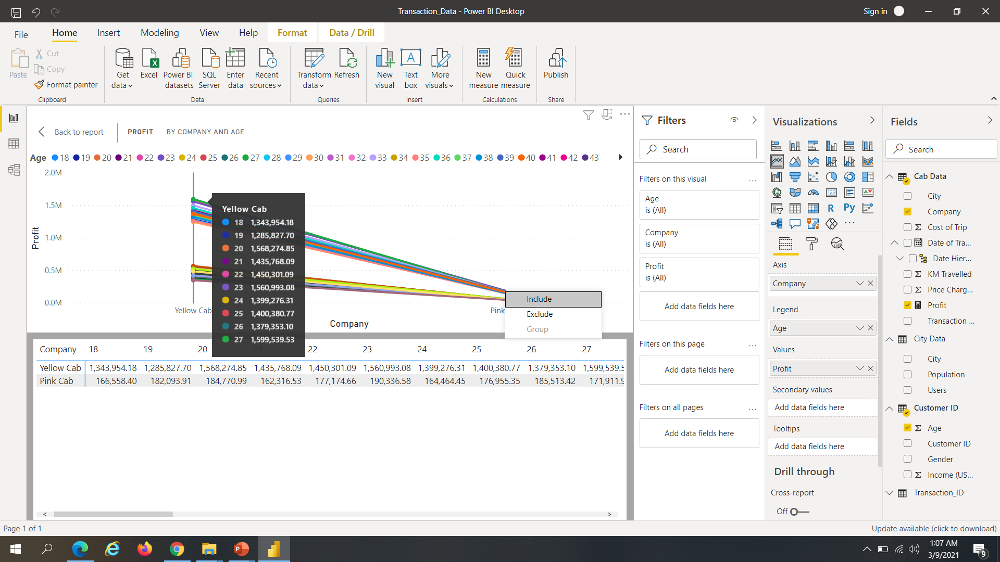 Transaction_Data - Power BI Desktop
Sign in
File Home Insert Modeling View Help Format Data / Drill
Paste
Cut
Copy
Format painter
Clipboard
Get data
Excel
Power BI datasets
SQL Server
Enter data
Recent sources
Data
Transform data
Refresh
Queries
New visual
Text box
More visuals
Insert
New measure
Quick measure
Calculations
Publish
Share
Back to report
PROFIT BY COMPANY AND AGE
Age 18 19 20 21 22 23 24 25 26 27 28 29 30 31 32 33 34 35 36 37 38 39 40 41 42 43
2.0M
1.5M
1.0M
0.5M
0.0M
Profit
Yellow Cab
Pink
Company
Yellow Cab
18 1,343,954.18
19 1,285,827.70
20 1,568,274.85
21 1,435,768.09
22 1,450,301.09
23 1,560,993.08
24 1,399,276.31
25 1,400,380.77
26 1,379,353.10
27 1,599,539.53
Include
Exclude
Group
Company 18 19 20 21 22 23 24 25 26 27
Yellow Cab 1,343,954.18 1,285,827.70 1,568,274.85 1,435,768.09 1,450,301.09 1,560,993.08 1,399,276.31 1,400,380.77 1,379,353.10 1,599,539.5
Pink Cab 166,558.40 182,093.91 184,770.99 162,316.53 177,174.66 190,336.58 164,464.45 176,955.35 185,513.42 171,911.9
Filters
Search
Filters on this visual ...
Age
is (All)
Company
is (All)
Profit
is (All)
Add data fields here
Filters on this page ...
Add data fields here
Filters on all pages ...
Add data fields here
Visualizations
123
R Py
...
Axis
Company
Legend
Age
Values
Profit
Secondary values
Add data fields here
Tooltips
Add data fields here
Drill through
Cross-report
Off
Fields
Search
Cab Data
City
Company
Cost of Trip
Date of Tra...
Date Hier...
KM Travelled
Price Charg...
Profit
Transaction ...
City Data
City
Population
Users
Customer ID
Age
Customer ID
Gender
Income (US...
Transaction_ID
Page 1 of 1
Update available (click to download)
1:07 AM
3/9/2021
9